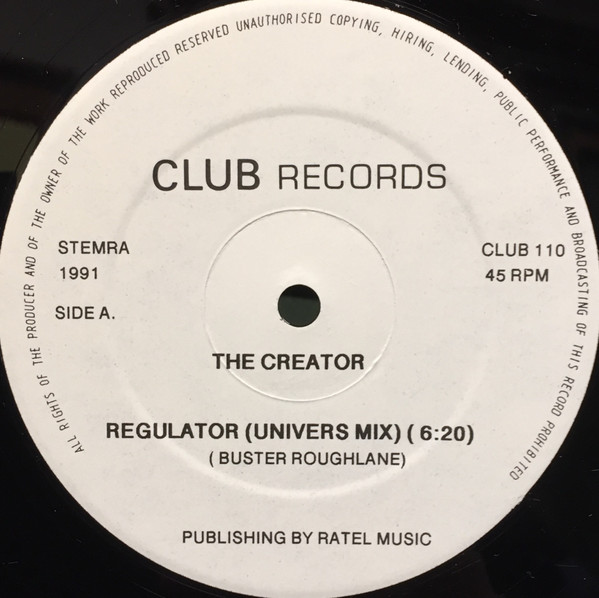 ALL RIGHTS OF THE PRODUCER AND OF THE OWNER OF THE WORK REPRODUCED RESERVED UNAUTHORISED COPYING, HIRING, LENDING, PUBLIC PERFORMANCE AND BROADCASTING OF THIS RECORD PROHIBITED
CLUB RECORDS
STEMRA
1991
SIDE A.
CLUB 110
45 RPM
THE CREATOR
REGULATOR (UNIVERS MIX) ( 6:20)
( BUSTER ROUGHLANE)
PUBLISHING BY RATEL MUSIC